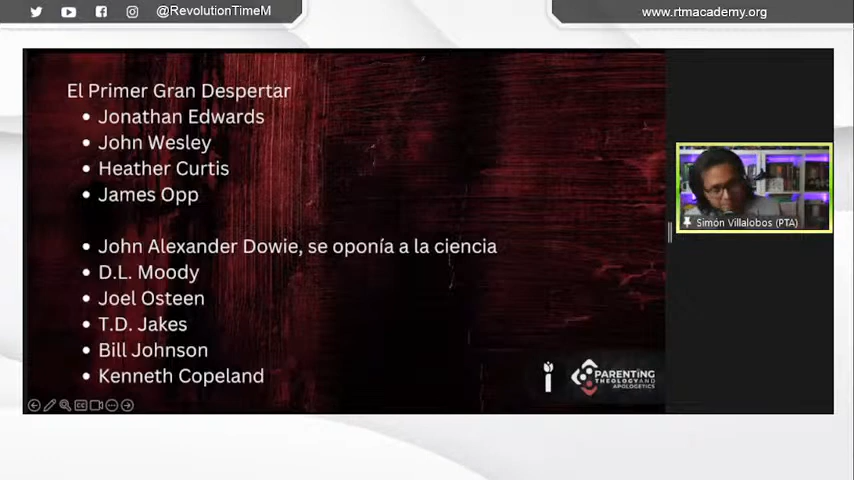 @RevolutionTimeM
www.rtmacademy.org
El Primer Gran Despertar
• Jonathan Edwards
• John Wesley
• Heather Curtis
• James Opp
• John Alexander Dowie, se oponía a la ciencia
• D.L. Moody
• Joel Osteen
• T.D. Jakes
• Bill Johnson
• Kenneth Copeland
Simón Villalobos (PTA)
PARENTING
THEOLOGY AND
APOLOGETICS
CC